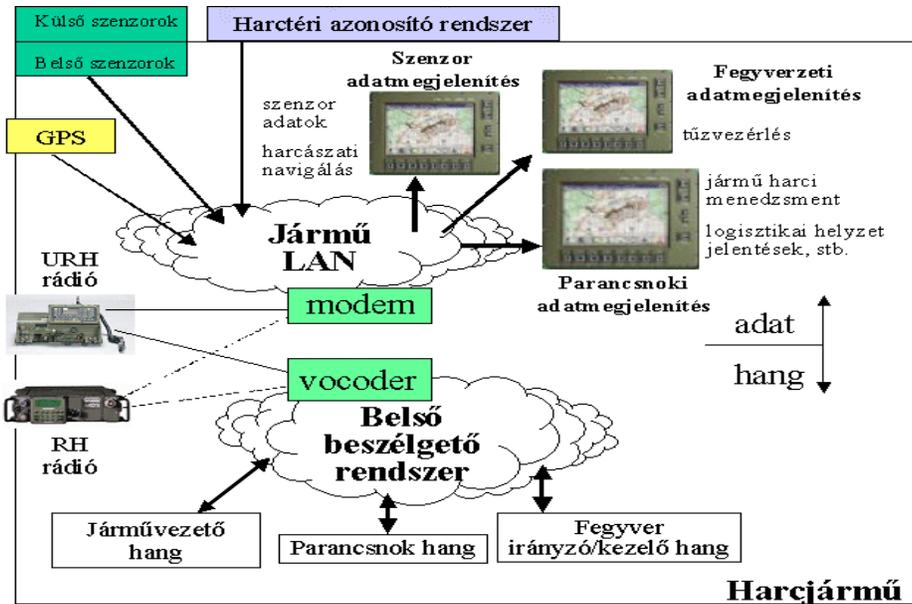 Külső szenzorok
Harctéri azonosító rendszer
Belső szenzorok
Szenzor
adatmegjelenítés
Fegyverzeti
adatmegjelenítés
GPS
szenzor
adatok
harcászati
navigálás
tűzvezérlés
jármű harci
menedzsment
logisztikai helyzet
jelentések, stb.
Jármű
LAN
Parancsnoki
adatmegjelenítés
URH
rádió
modem
adat
hang
vocoder
RH
rádió
Belső
beszélgető
rendszer
Járművezető
hang
Parancsnok hang
Fegyver
irányzó/kezelő hang
Harcjármű